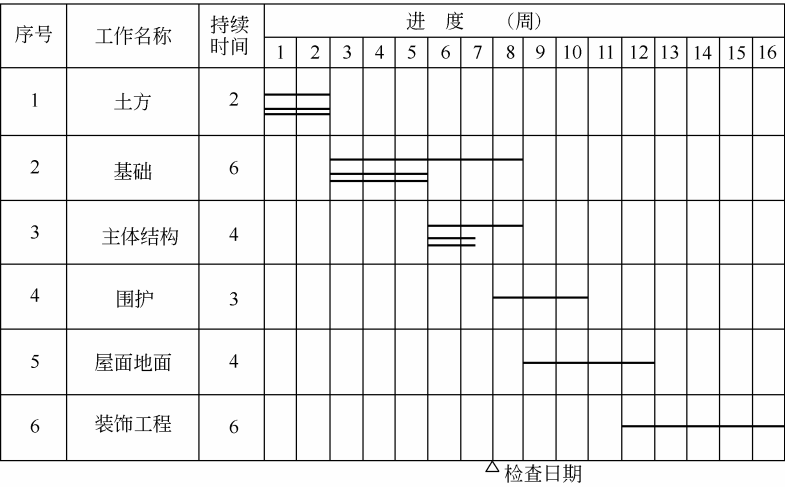 序号 工作名称 持续时间 进 度 （周）
1 2 3 4 5 6 7 8 9 10 11 12 13 14 15 16
1 土方 2
2 基础 6
3 主体结构 4
4 围护 3
5 屋面地面 4
6 装饰工程 6
检查日期